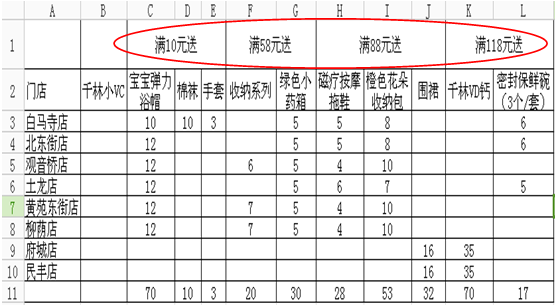 A B C D E F G H I J K L
1 满10元送 满58元送 满88元送 满118元送
2 门店 千林小VC 宝宝弹力浴帽 棉袜 手套 收纳系列 绿色小药箱 磁疗按摩拖鞋 橙色花朵收纳包 围裙 千林VD钙 密封保鲜碗(3个/套)
3 白马寺店 10 10 3 5 5 8 6
4 北东街店 12 5 5 8 6
5 观音桥店 12 6 5 4 10
6 土龙店 12 5 6 7 5
7 黄苑东街店 12 7 5 4 10
8 柳荫店 12 7 5 4 10
9 府城店 16 35
10 民丰店 16 35
11 70 10 3 20 30 28 53 32 70 17